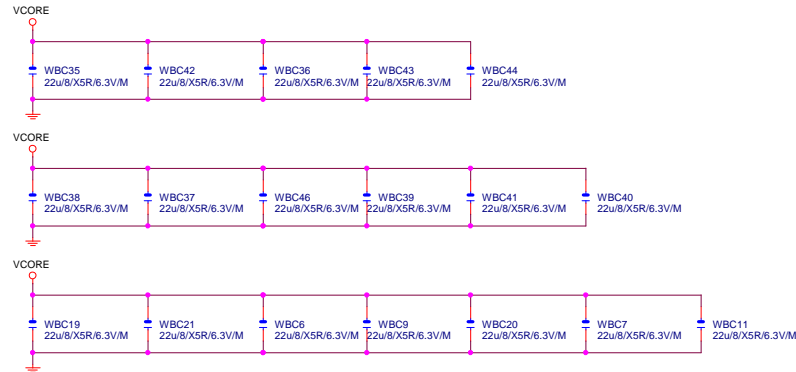 VCORE
WBC35 WBC42 WBC36 WBC43 WBC44
22u/8/X5R/6.3V/M 22u/8/X5R/6.3V/M 22u/8/X5R/6.3V/M 22u/8/X5R/6.3V/M 22u/8/X5R/6.3V/M
VCORE
WBC38 WBC37 WBC46 WBC39 WBC41 WBC40
22u/8/X5R/6.3V/M 22u/8/X5R/6.3V/M 22u/8/X5R/6.3V/M 22u/8/X5R/6.3V/M 22u/8/X5R/6.3V/M 22u/8/X5R/6.3V/M
VCORE
WBC19 WBC21 WBC6 WBC9 WBC20 WBC7 WBC11
22u/8/X5R/6.3V/M 22u/8/X5R/6.3V/M 22u/8/X5R/6.3V/M 22u/8/X5R/6.3V/M 22u/8/X5R/6.3V/M 22u/8/X5R/6.3V/M 22u/8/X5R/6.3V/M